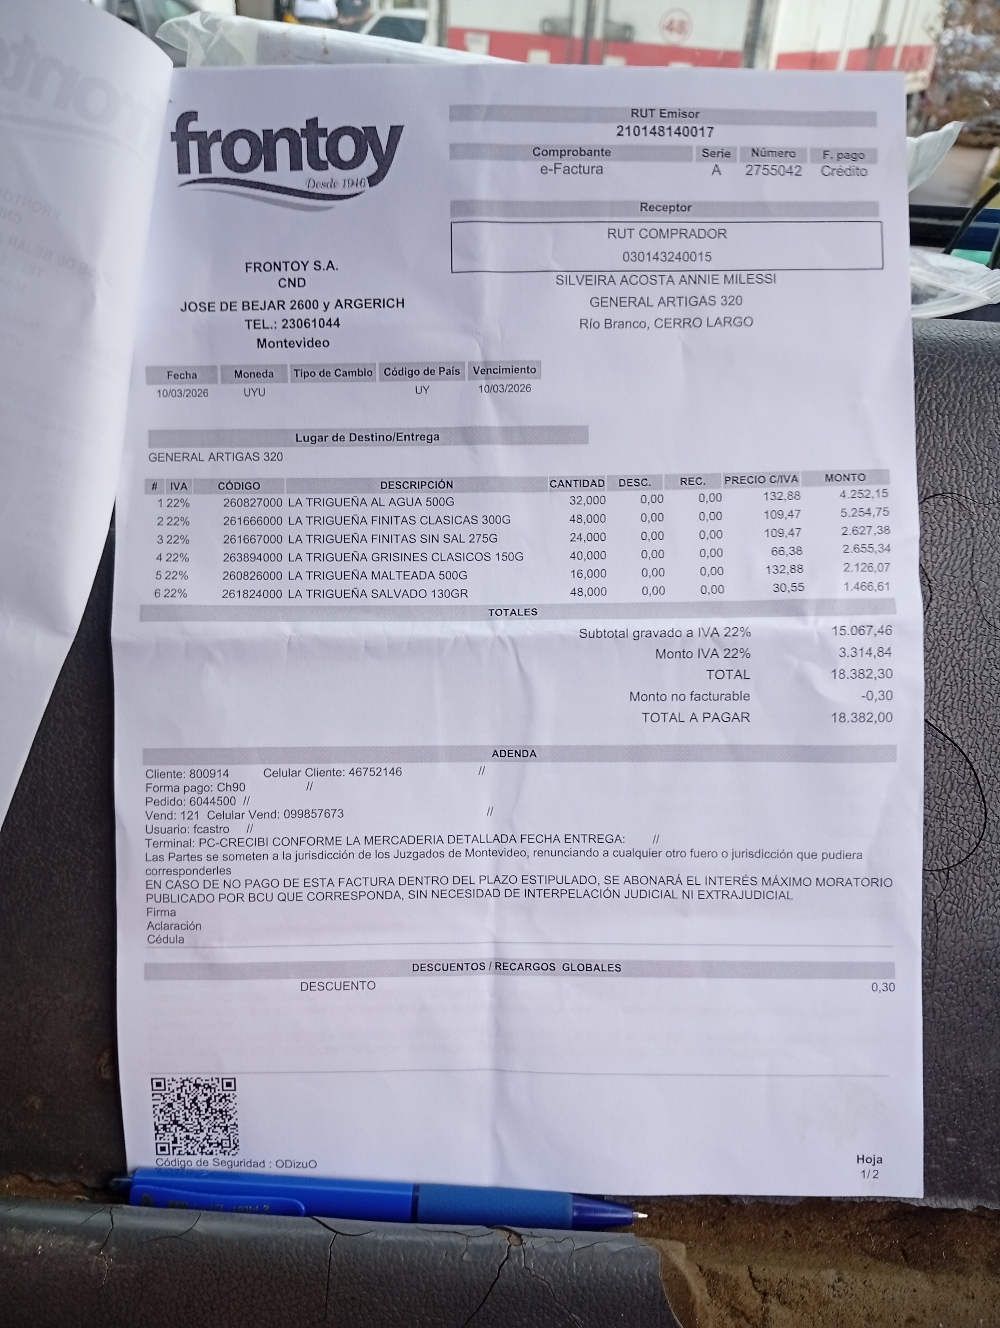 48
frontoy
Desde 1946
RUT Emisor
210148140017
Comprobante Serie Número F. pago
e-Factura A 2755042 Crédito
Receptor
RUT COMPRADOR
030143240015
SILVEIRA ACOSTA ANNIE MILESSI
GENERAL ARTIGAS 320
Río Branco, CERRO LARGO
FRONTOY S.A.
CND
JOSE DE BEJAR 2600 y ARGERICH
TEL.: 23061044
Montevideo
Fecha Moneda Tipo de Cambio Código de País Vencimiento
10/03/2026 UYU UY 10/03/2026
Lugar de Destino/Entrega
GENERAL ARTIGAS 320
# IVA CÓDIGO DESCRIPCIÓN CANTIDAD DESC. REC. PRECIO C/IVA MONTO
1 22% 260827000 LA TRIGUEÑA AL AGUA 500G 32,000 0,00 0,00 132,88 4.252,15
2 22% 261666000 LA TRIGUEÑA FINITAS CLASICAS 300G 48,000 0,00 0,00 109,47 5.254,75
3 22% 261667000 LA TRIGUEÑA FINITAS SIN SAL 275G 24,000 0,00 0,00 109,47 2.627,38
4 22% 263894000 LA TRIGUEÑA GRISINES CLASICOS 150G 40,000 0,00 0,00 66,38 2.655,34
5 22% 260826000 LA TRIGUEÑA MALTEADA 500G 16,000 0,00 0,00 132,88 2.126,07
6 22% 261824000 LA TRIGUEÑA SALVADO 130GR 48,000 0,00 0,00 30,55 1.466,61
TOTALES
Subtotal gravado a IVA 22% 15.067,46
Monto IVA 22% 3.314,84
TOTAL 18.382,30
Monto no facturable -0,30
TOTAL A PAGAR 18.382,00
ADENDA
Cliente: 800914 Celular Cliente: 46752146 //
Forma pago: Ch90 //
Pedido: 6044500 //
Vend: 121 Celular Vend: 099857673 //
Usuario: fcastro //
Terminal: PC-CRECIBI CONFORME LA MERCADERIA DETALLADA FECHA ENTREGA: //
Las Partes se someten a la jurisdicción de los Juzgados de Montevideo, renunciando a cualquier otro fuero o jurisdicción que pudiera
corresponderles
EN CASO DE NO PAGO DE ESTA FACTURA DENTRO DEL PLAZO ESTIPULADO, SE ABONARÁ EL INTERÉS MÁXIMO MORATORIO
PUBLICADO POR BCU QUE CORRESPONDA, SIN NECESIDAD DE INTERPELACIÓN JUDICIAL NI EXTRAJUDICIAL
Firma
Aclaración
Cédula
DESCUENTOS / RECARGOS GLOBALES
DESCUENTO 0,30
Código de Seguridad : ODizuO
Hoja
1/ 2